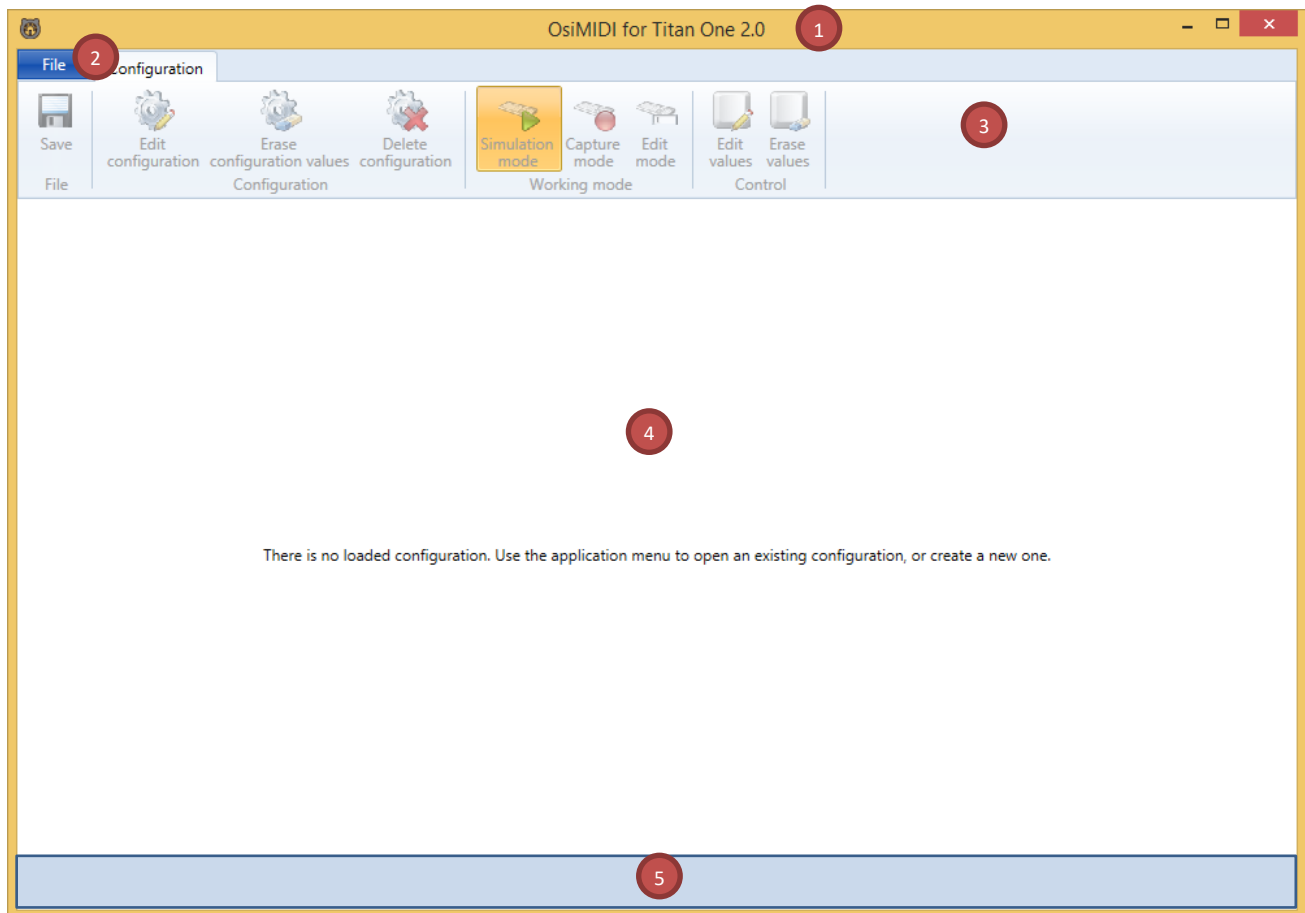 OsiMIDI for Titan One 2.0
1
File
2
Configuration
3
Save
Edit
configuration
Erase
configuration values
Delete
configuration
Simulation
mode
Capture
mode
Edit
mode
Edit
values
Erase
values
File
Configuration
Working mode
Control
4
There is no loaded configuration. Use the application menu to open an existing configuration, or create a new one.
5